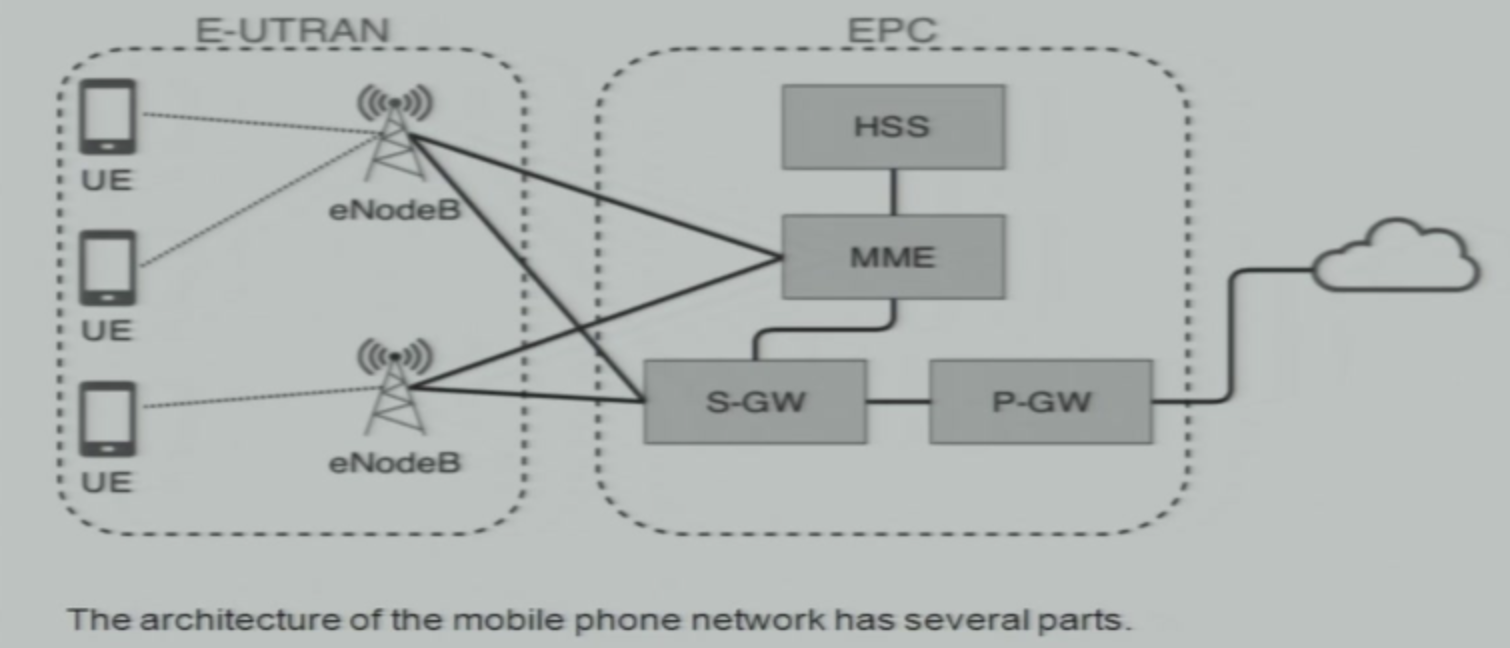 E-UTRAN
EPC
UE
eNodeB
UE
eNodeB
UE
HSS
MME
S-GW
P-GW
The architecture of the mobile phone network has several parts.